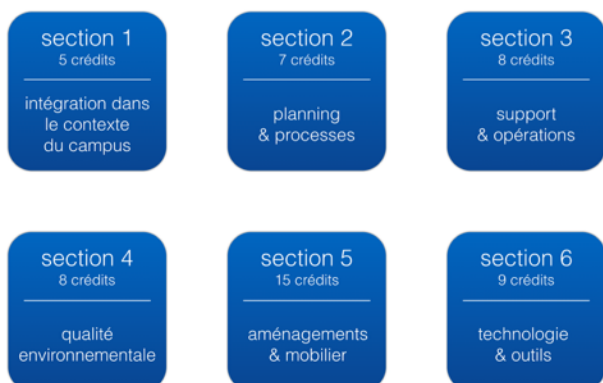 section 1
5 crédits
intégration dans
le contexte
du campus
section 2
7 crédits
planning
& processes
section 3
8 crédits
support
& opérations
section 4
8 crédits
qualité
environnementale
section 5
15 crédits
aménagements
& mobilier
section 6
9 crédits
technologie
& outils